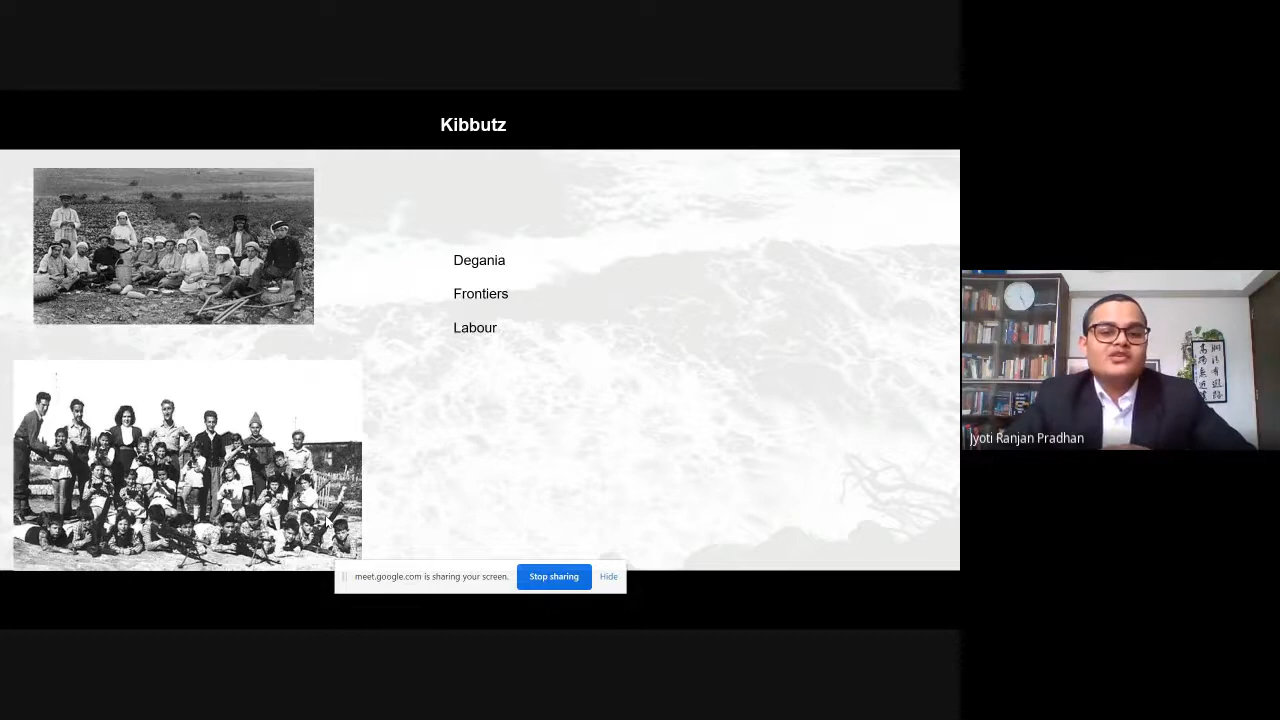 Kibbutz
Degania
Frontiers
Labour
meet.google.com is sharing your screen. Stop sharing Hide
Jyoti Ranjan Pradhan